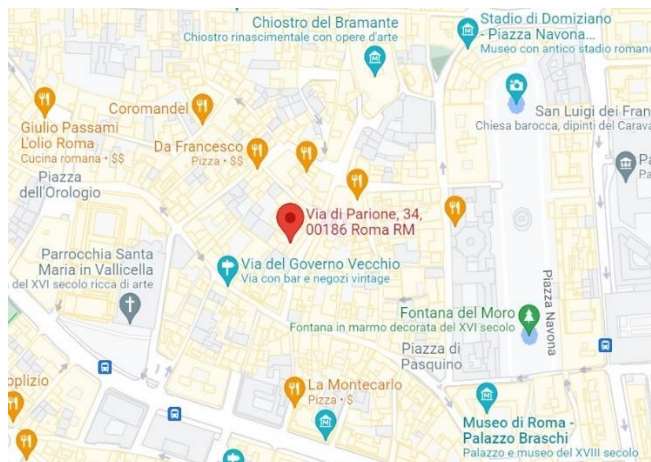 Chiostro del Bramante
Chiostro rinascimentale con opere d'arte
Stadio di Domiziano
- Piazza Navona...
Museo con antico stadio romano
Coromandel
Giulio Passami
L'olio Roma
Cucina romana • $$
San Luigi dei Fran
Chiesa barocca, dipinti del Carava
Da Francesco
Pizza • $$
Pa
Pa
Piazza
dell'Orologio
Via di Parione, 34,
00186 Roma RM
Parrocchia Santa
Maria in Vallicella
del XVI secolo ricca di arte
Via del Governo Vecchio
Via con bar e negozi vintage
Piazza Navona
Fontana del Moro
Fontana in marmo decorata del XVI secolo
Piazza di
Pasquino
oplizio
La Montecarlo
Pizza • $
Museo di Roma -
Palazzo Braschi
Palazzo e museo del XVIII secolo